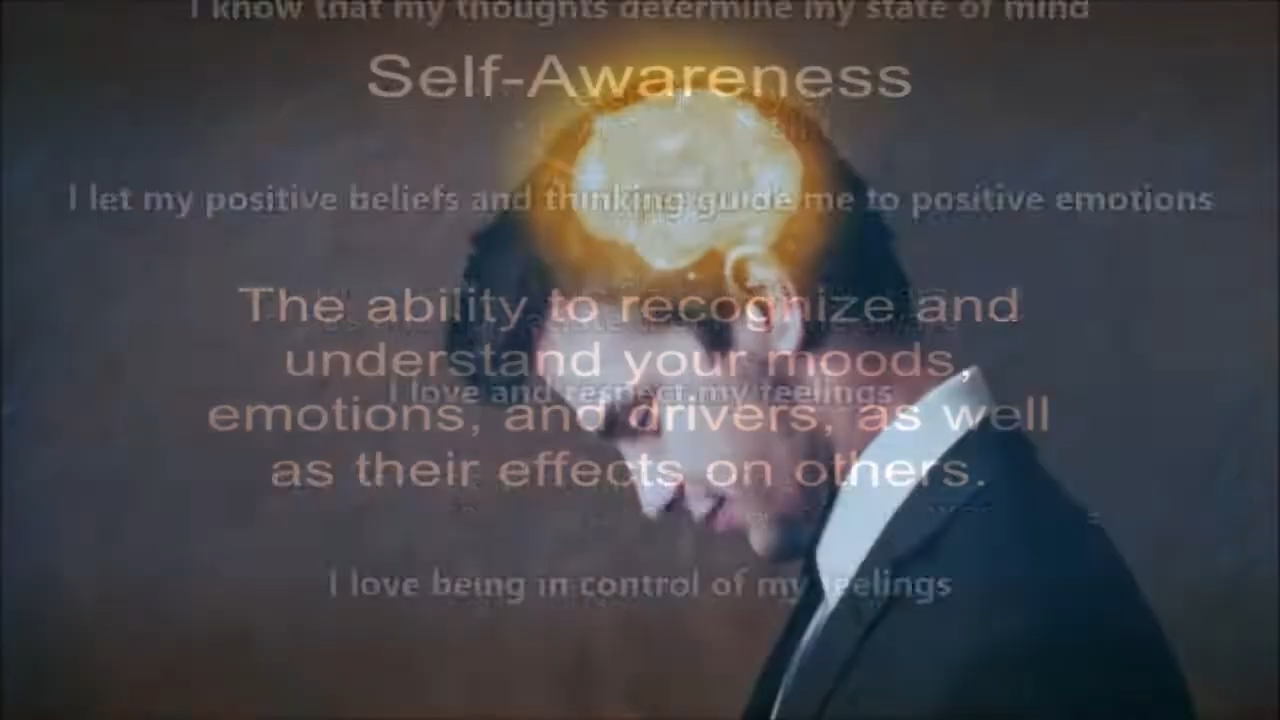 I know that my thoughts determine my state of mind
Self-Awareness
I let my positive beliefs and thinking guide me to positive emotions
The ability to recognize and
understand your moods,
I love and respect my feelings
emotions, and drivers, as well
as their effects on others.
I love being in control of my feelings